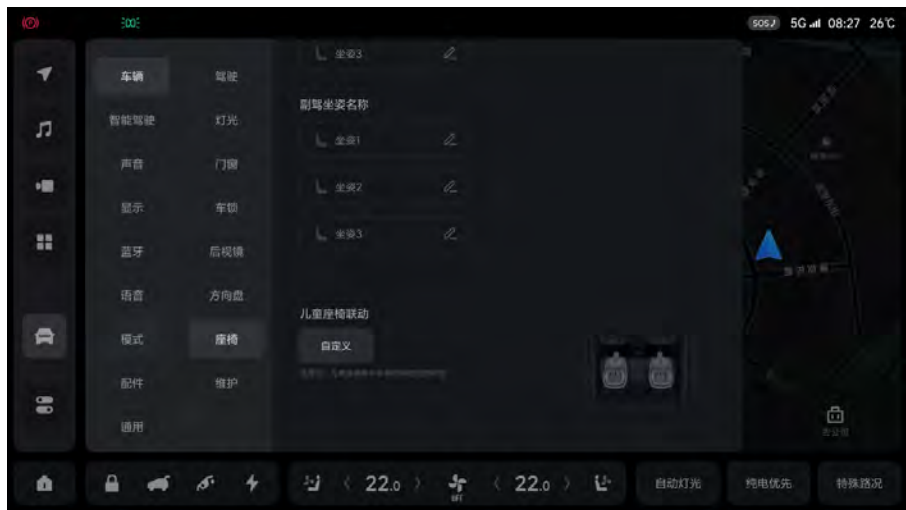 SOS
5G 08:27 26℃
坐姿3
车辆
驾驶
副驾坐姿名称
智能驾驶
灯光
坐姿1
声音
门窗
坐姿2
显示
车锁
坐姿3
蓝牙
后视镜
语音
方向盘
儿童座椅联动
模式
座椅
自定义
配件
维护
通用
去公司
22.0
OFF
22.0
自动灯光
纯电优先
特殊路况